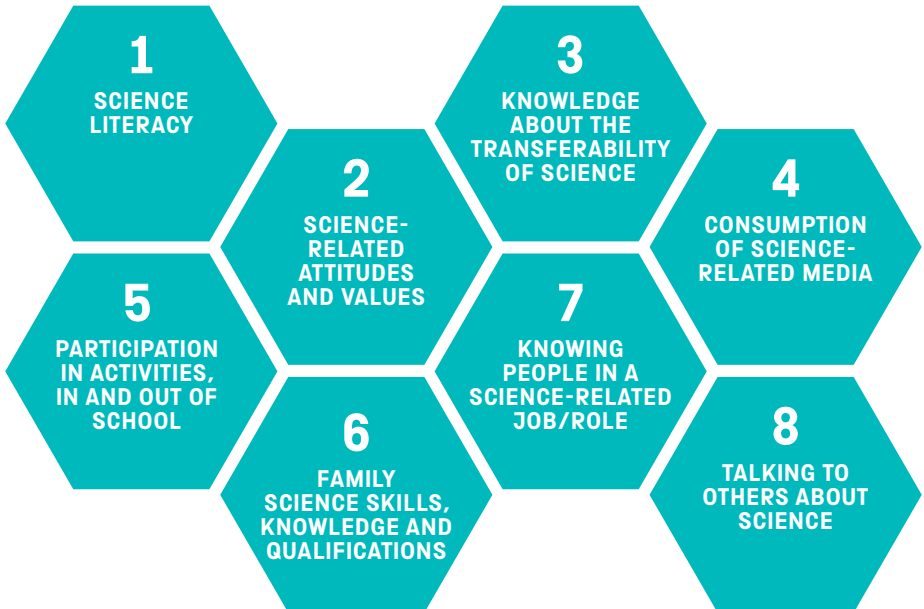 1
SCIENCE
LITERACY
2
SCIENCE-
RELATED
ATTITUDES
AND VALUES
3
KNOWLEDGE
ABOUT THE
TRANSFERABILITY
OF SCIENCE
4
CONSUMPTION
OF SCIENCE-
RELATED MEDIA
5
PARTICIPATION
IN ACTIVITIES,
IN AND OUT OF
SCHOOL
6
FAMILY
SCIENCE SKILLS,
KNOWLEDGE AND
QUALIFICATIONS
7
KNOWING
PEOPLE IN A
SCIENCE-RELATED
JOB/ROLE
8
TALKING TO
OTHERS ABOUT
SCIENCE